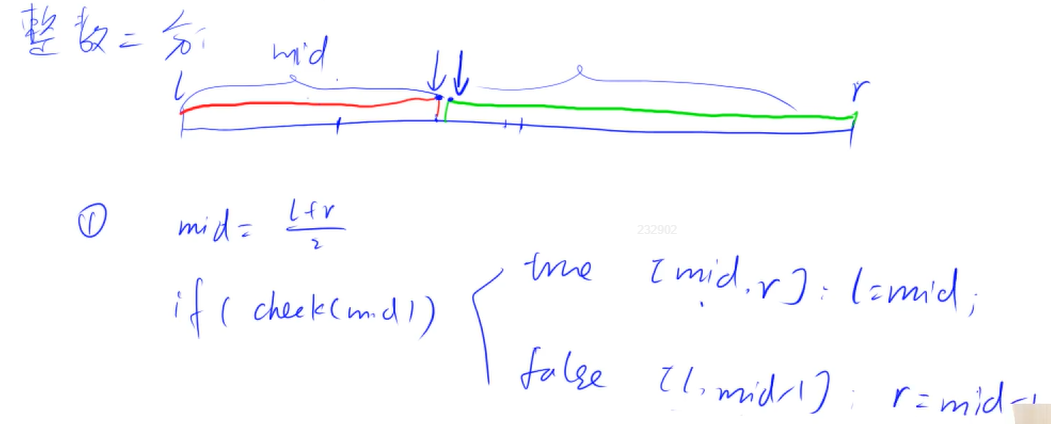 整数二分
mid
l r
① mid = (l+r)/2
232902
if ( check(mid) )
true [mid, r] : l=mid;
false [l, mid-1] : r=mid-1